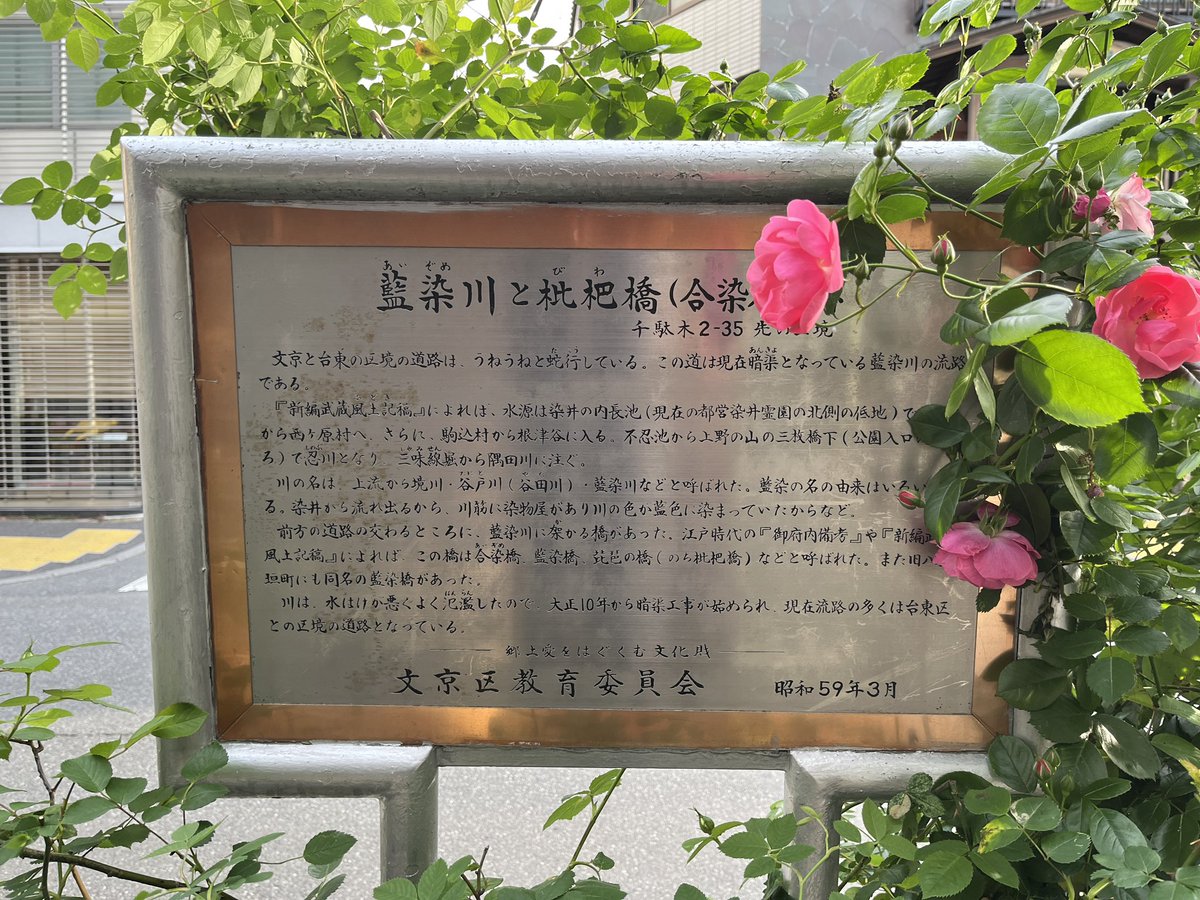 あい ぞめ びわ
藍染川と枇杷橋(合染
千駄木2-35 先の 境
文京と台東の区境の道路は、うねうねと蛇行している。この道は現在暗渠となっている藍染川の流路
である。
『新編武蔵風土記稿』によれば、水源は染井の内長池(現在の都営染井霊園の北側の低地)で
から西ヶ原村へ、さらに、駒込村から根津谷に入る。不忍池から上野の山の三枚橋下(公園入口
ろ)で忍川となり、三味線堀から隅田川に注ぐ。
川の名は、上流から境川・谷戸川(谷田川)・藍染川などと呼ばれた。藍染の名の由来はいろい
る。染井から流れ出るから、川筋に染物屋があり川の色が藍色に染まっていたからなど。
前方の道路の交わるところに、藍染川に架かる橋があった。江戸時代の『御府内備考』や『新編
風土記稿』によれば、この橋は合染橋、藍染橋、琵琶の橋(のち枇杷橋)などと呼ばれた。また旧八
垣町にも同名の藍染橋があった。
川は、水はけが悪くよく氾濫したので、大正10年から暗渠工事が始められ、現在流路の多くは台東区
との区境の道路となっている。
郷土愛をはぐくむ文化財
文京区教育委員会 昭和59年3月